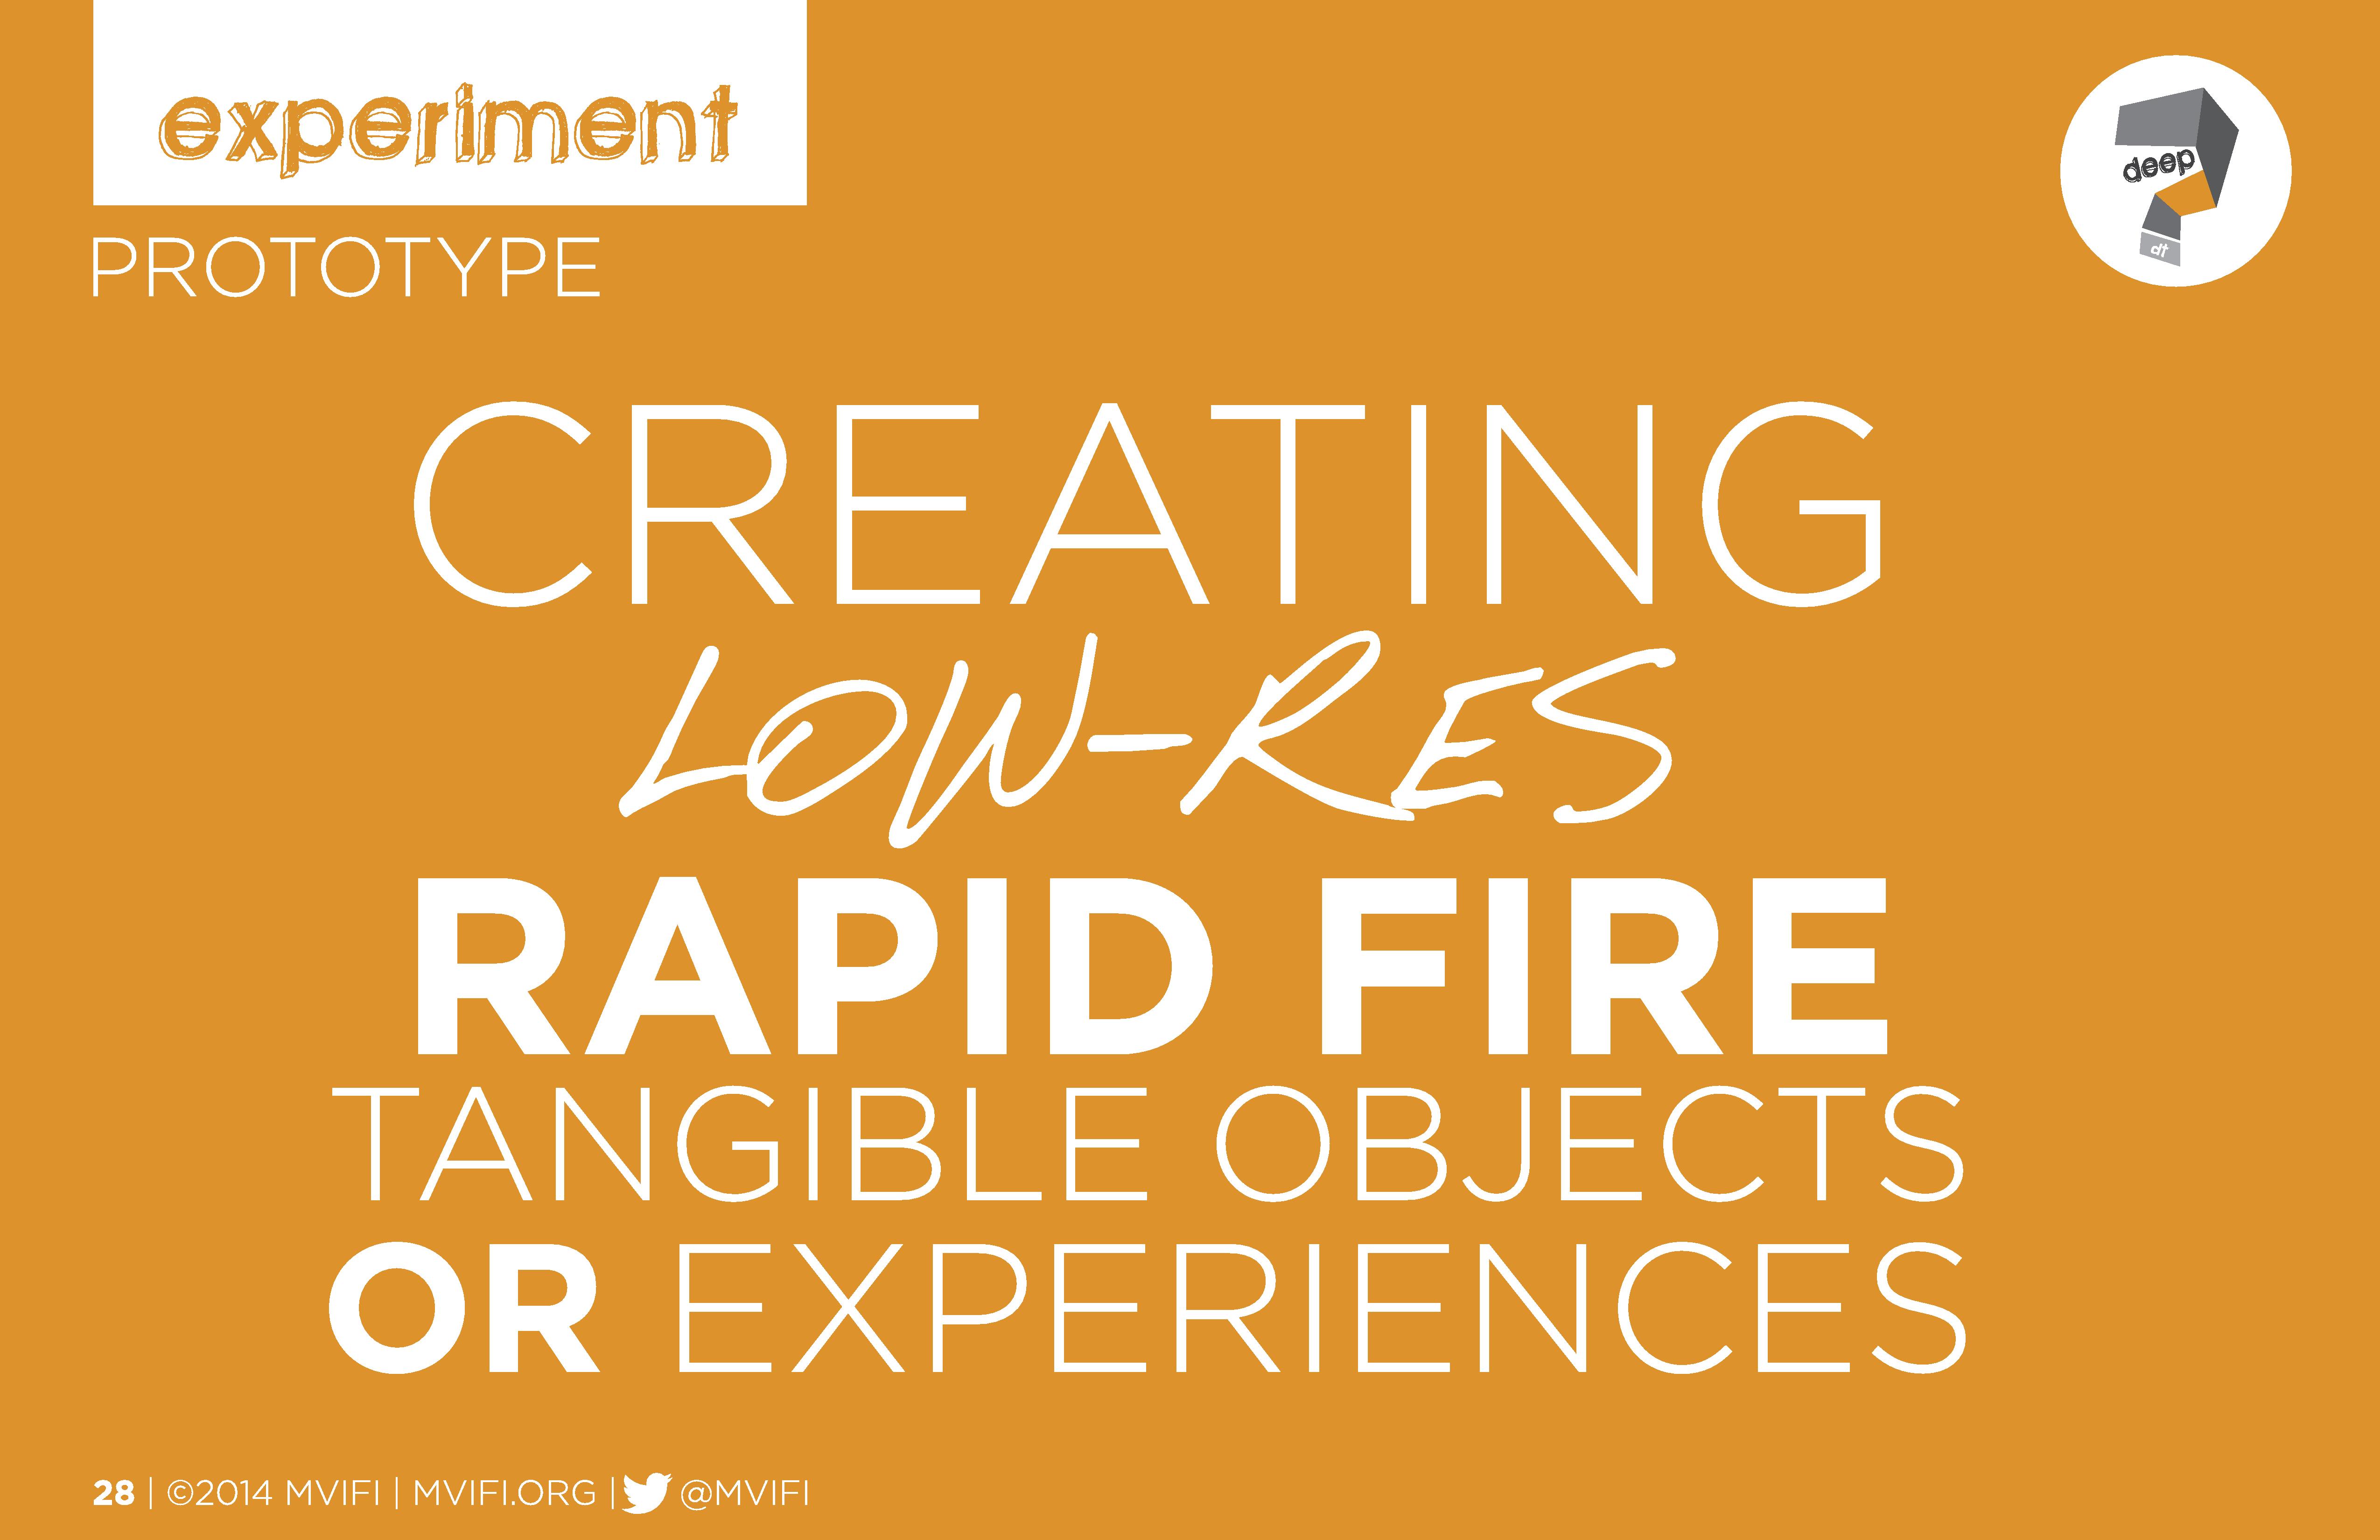 experiment
PROTOTYPE
deep
dt
CREATING
LOW-RES
RAPID FIRE
TANGIBLE OBJECTS
OR EXPERIENCES
28 | ©2014 MVIFI | MVIFI.ORG | @MVIFI